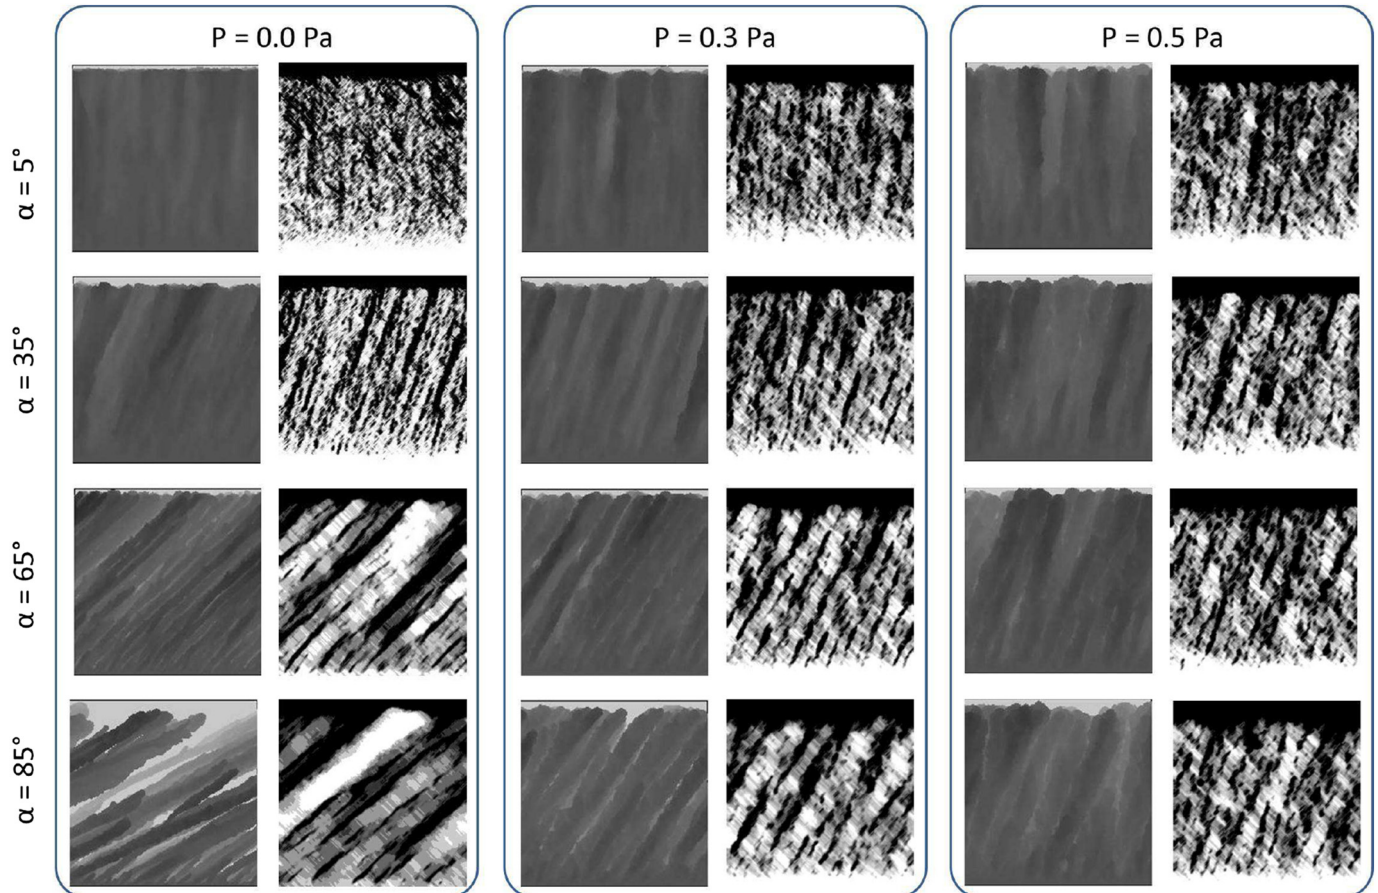 P = 0.0 Pa
P = 0.3 Pa
P = 0.5 Pa
α = 5°
α = 35°
α = 65°
α = 85°